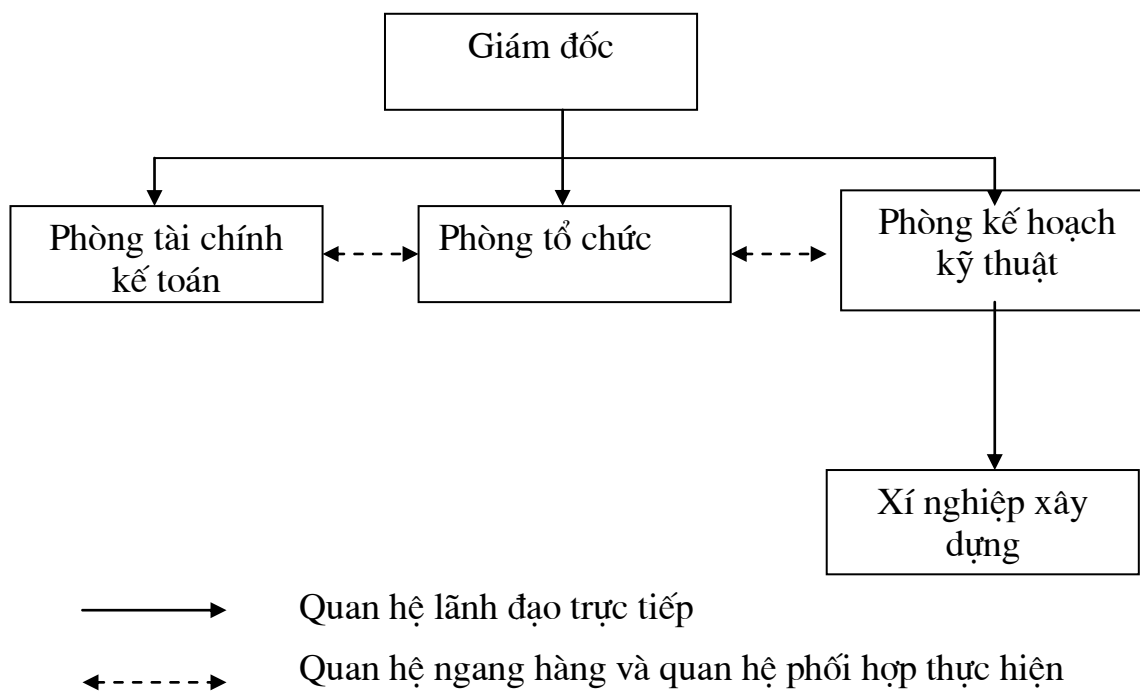 Giám đốc
Phòng tài chính
kế toán
Phòng tổ chức
Phòng kế hoạch
kỹ thuật
Xí nghiệp xây
dựng
Quan hệ lãnh đạo trực tiếp
Quan hệ ngang hàng và quan hệ phối hợp thực hiện